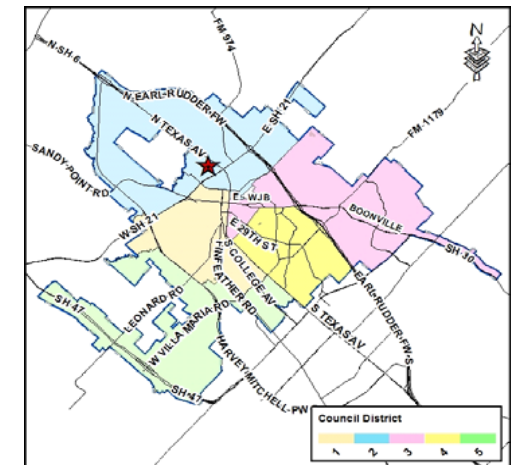 FM 974
N
N-SH-6
N-EARL-RUDDER-FW
E SH 21
N TEXAS AV
FM-1179
SANDY-POINT-RD
E WJB
BOONVILLE
W-SH 21
E 29TH ST
SH-30
S COLLEGE AV
FINFEATHER RD
EARL-RUDDER-FW-S
LEONARD RD
SH 47
W VILLA MARIA RD
S TEXAS AV
HARVEY-MITCHELL-PW
SH-47
Council District
1 2 3 4 5